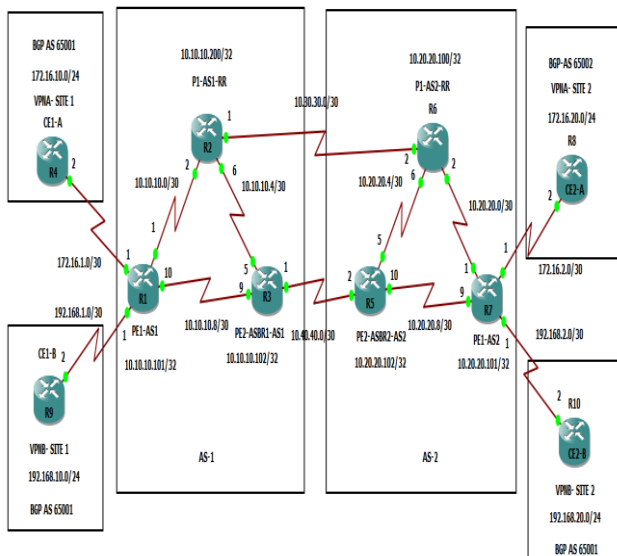 BGP AS 65001
172.16.10.0/24
VPNA- SITE 1
CE1-A
R4
2
172.16.1.0/30
1
192.168.1.0/30
1
CE1-B
2
R9
VPNB- SITE 1
192.168.10.0/24
BGP AS 65001
10.10.10.200/32
P1-AS1-RR
R2
1
2
6
10.10.10.0/30
10.10.10.4/30
1
10
R1
PE1-AS1
10.10.10.101/32
10.10.10.8/30
5
9
R3
1
PE2-ASBR1-AS1
10.10.10.102/32
AS-1
10.30.30.0/30
10.40.40.0/30
10.20.20.100/32
P1-AS2-RR
R6
2
6
2
10.20.20.4/30
10.20.20.0/30
5
2
10
R5
PE2-ASBR2-AS2
10.20.20.102/32
10.20.20.8/30
1
9
1
R7
PE1-AS2
10.20.20.101/32
1
AS-2
BGP-AS 65002
VPNA- SITE 2
172.16.20.0/24
R8
2
CE2-A
172.16.2.0/30
192.168.2.0/30
2
R10
CE2-B
VPNB- SITE 2
192.168.20.0/24
BGP AS 65001